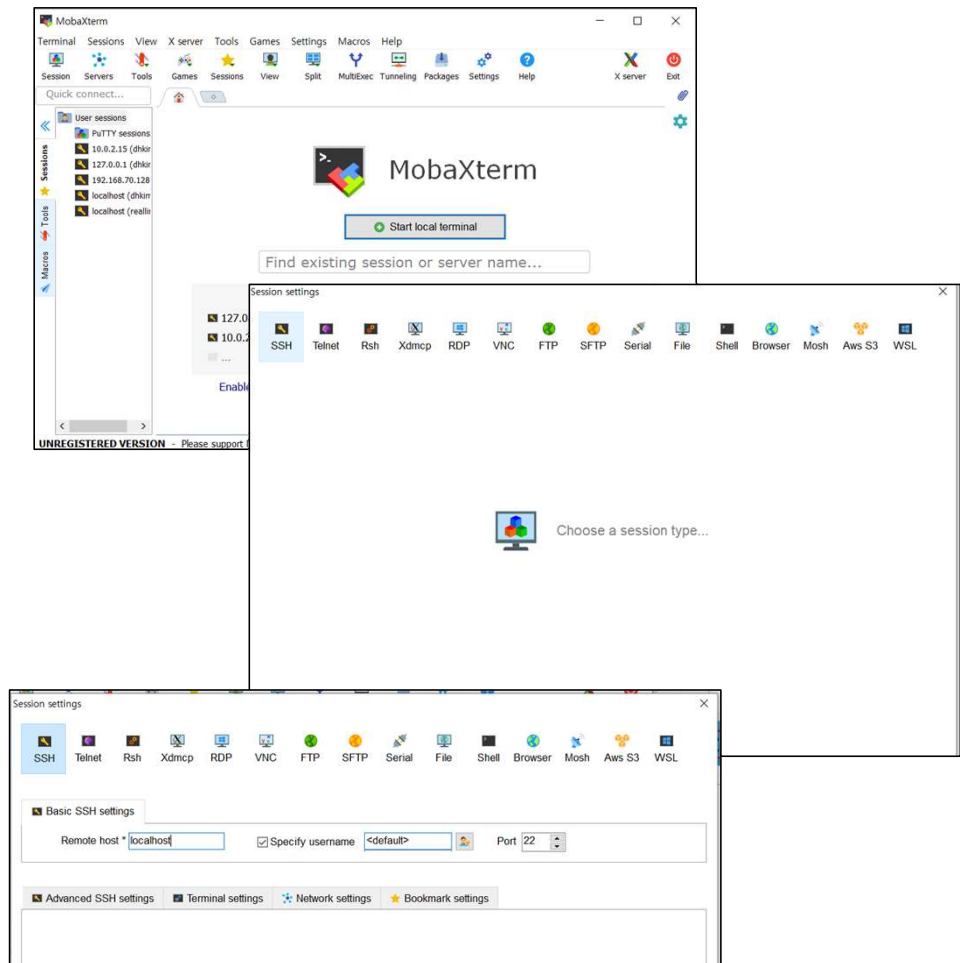 MobaXterm
Terminal Sessions View X server Tools Games Settings Macros Help
Session Servers Tools Games Sessions View Split MultiExec Tunneling Packages Settings Help X server Exit
Quick connect...
User sessions
PuTTY sessions
10.0.2.15 (dhkin
127.0.0.1 (dhkir
192.168.70.128
localhost (dhkim
localhost (reallin
Sessions
Tools
Macros
MobaXterm
Start local terminal
Find existing session or server name...
127.0
10.0.2
...
Enable
UNREGISTERED VERSION - Please support
Session settings
SSH Telnet Rsh Xdmcp RDP VNC FTP SFTP Serial File Shell Browser Mosh Aws S3 WSL
Choose a session type...
Session settings
SSH Telnet Rsh Xdmcp RDP VNC FTP SFTP Serial File Shell Browser Mosh Aws S3 WSL
Basic SSH settings
Remote host * localhost Specify username <default> Port 22
Advanced SSH settings Terminal settings Network settings Bookmark settings